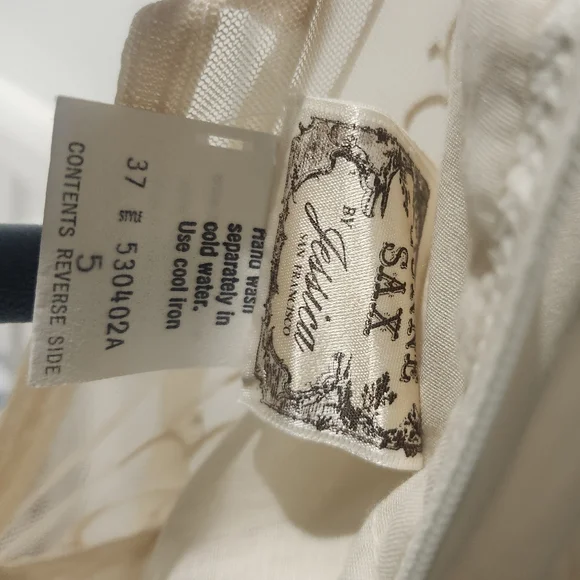 SAX
BY
Jessica
SAN FRANCISCO
Hand wash
separately in
cold water.
Use cool iron
37 STYLE 530402A
5
CONTENTS REVERSE SIDE